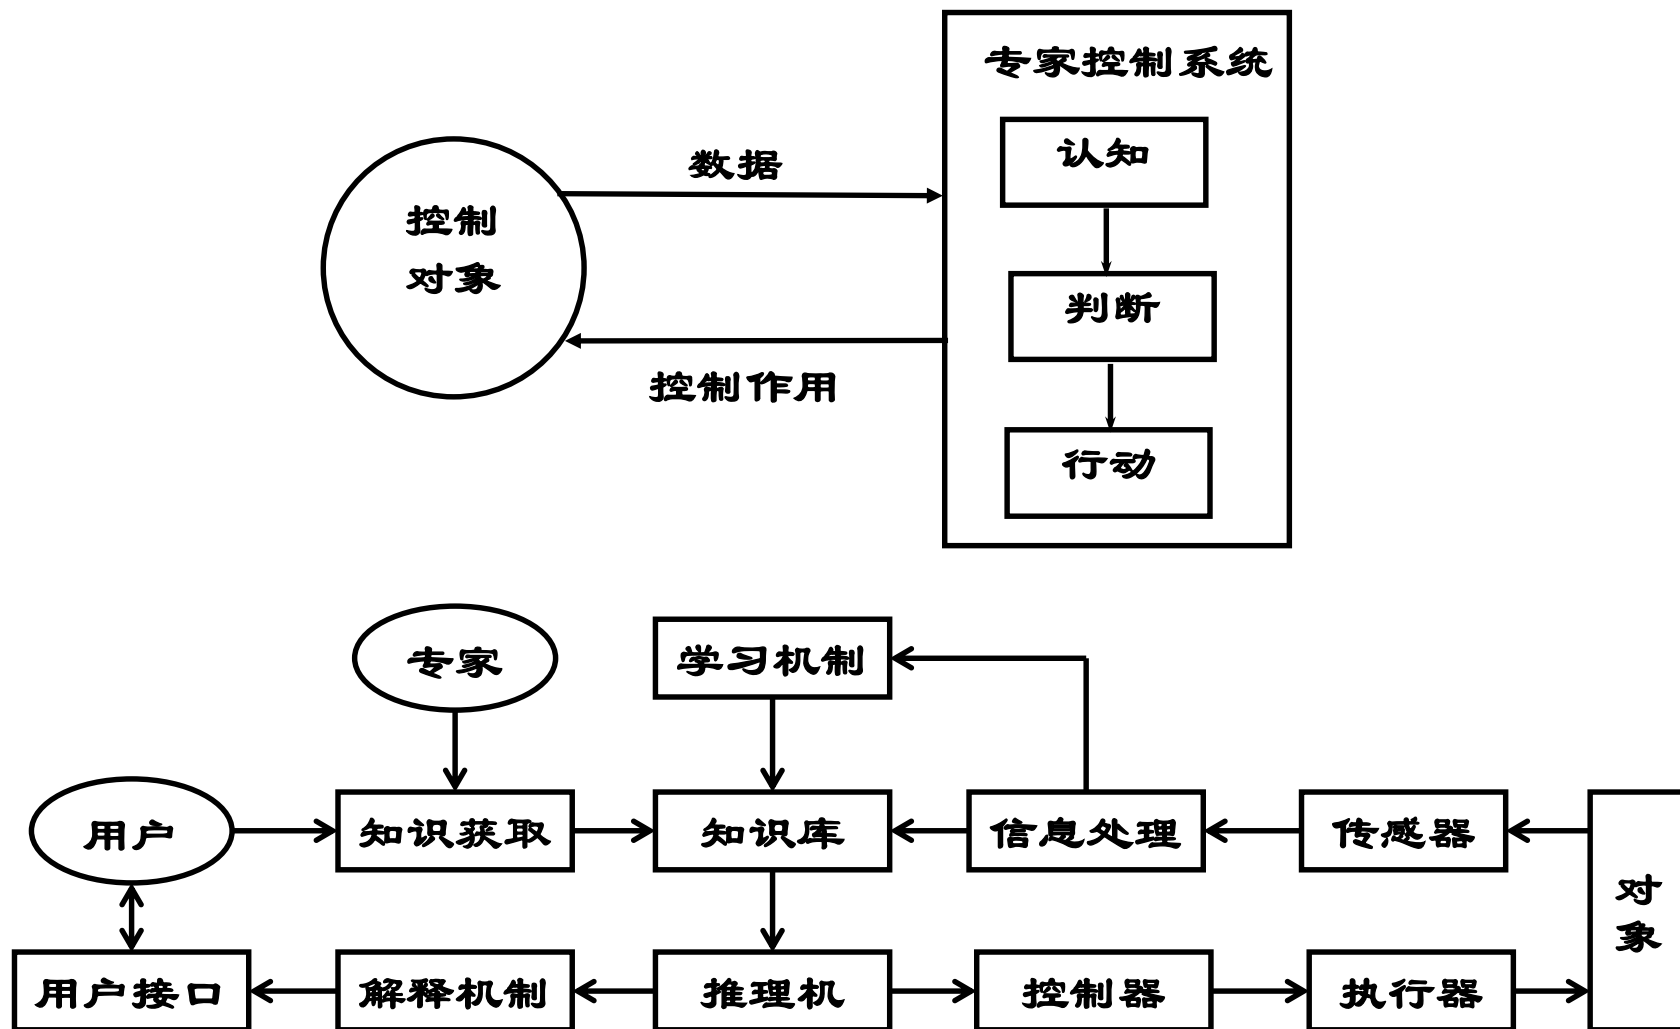 专家控制系统
认知
数据
控制
对象
判断
控制作用
行动
专家
学习机制
用户
知识获取
知识库
信息处理
传感器
对
象
用户接口
解释机制
推理机
控制器
执行器